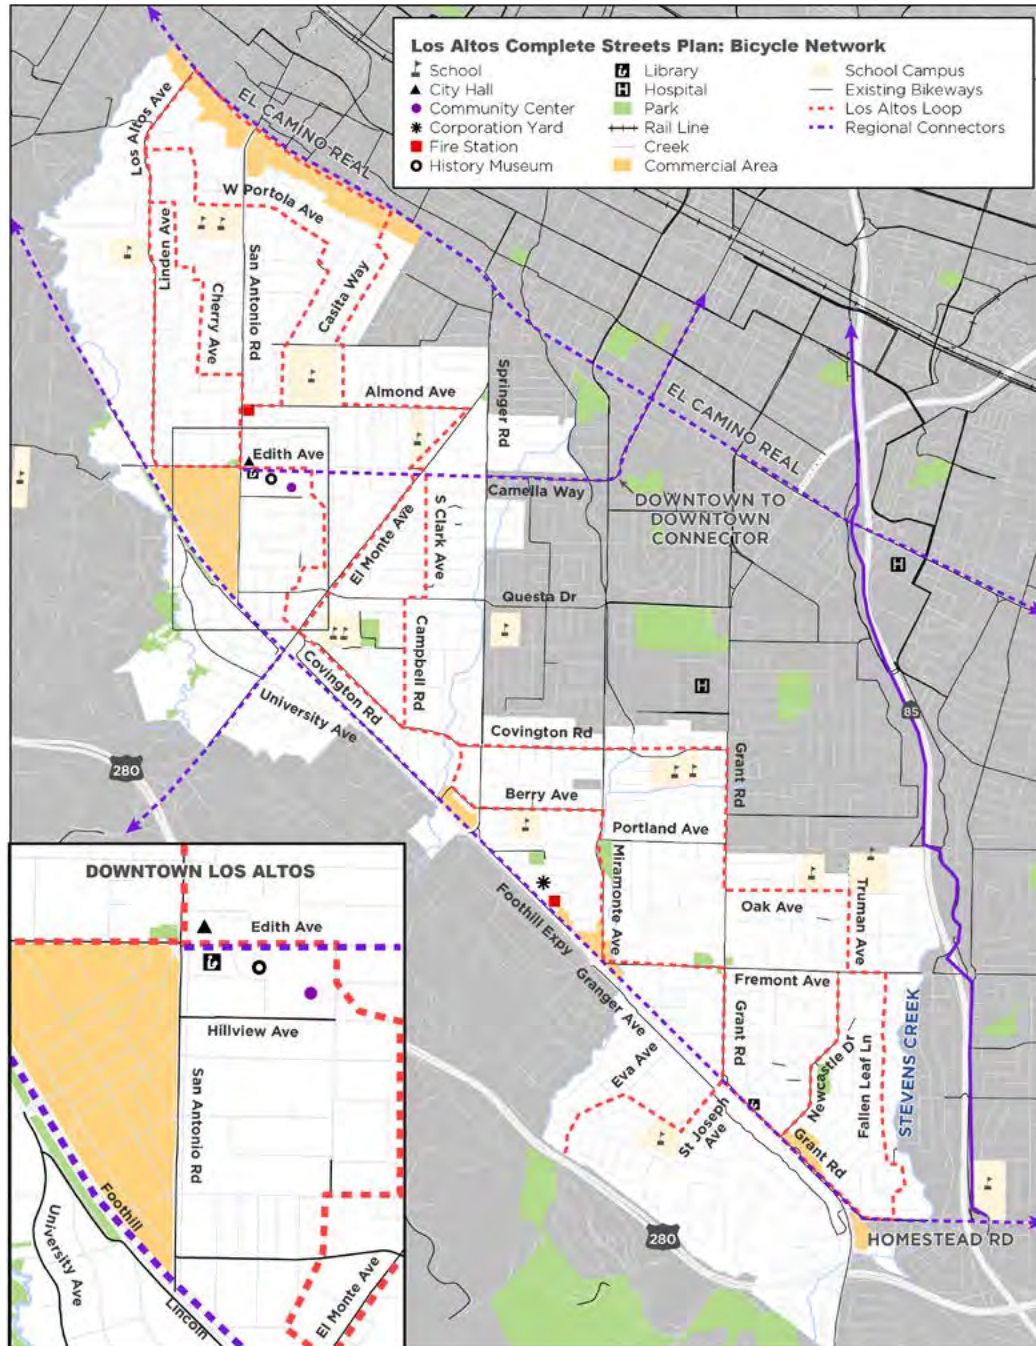 Los Altos Complete Streets Plan: Bicycle Network
School
City Hall
Community Center
Corporation Yard
Fire Station
History Museum
Library
Hospital
Park
Rail Line
Creek
Commercial Area
School Campus
Existing Bikeways
Los Altos Loop
Regional Connectors
EL CAMINO REAL
Los Altos Ave
W Portola Ave
Linden Ave
San Antonio Rd
Cherry Ave
Casita Way
Almond Ave
Springer Rd
EL CAMINO REAL
Edith Ave
Camella Way
DOWNTOWN TO
DOWNTOWN
CONNECTOR
S Clark Ave
El Monte Ave
H
Questa Dr
Campbell Rd
Covington Rd
University Ave
H
85
280
Covington Rd
Grant Rd
Berry Ave
Portland Ave
Miramonte Ave
Oak Ave
Truman Ave
Foothill Expy
Granger Ave
Fremont Ave
Grant Rd
Newcastle Dr
Fallen Leaf Ln
STEVENS CREEK
Eva Ave
St Joseph
Ave
Grant Rd
280
HOMESTEAD RD
DOWNTOWN LOS ALTOS
Edith Ave
Hillview Ave
San Antonio Rd
Foothill
University Ave
Lincoln
El Monte Ave